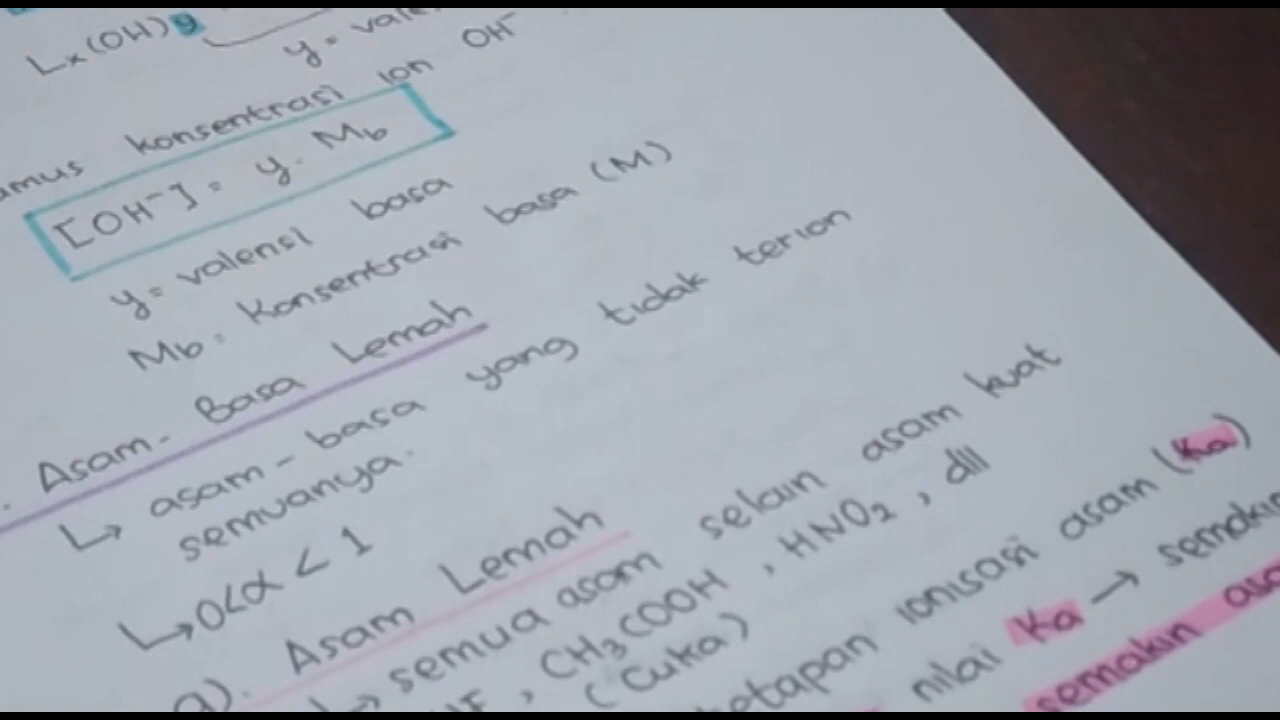 Lx(OH)y
y = vale
konsentrasi ion OH⁻
[OH⁻] = y . Mb
y = valensi basa
Mb = Konsentrasi basa (M)
Asam - Basa Lemah
↳ asam - basa yang tidak terion
semuanya.
↳ 0<α < 1
a). Asam Lemah
↳ semua asam selain asam kuat
HF , CH₃COOH , HNO₂ , dll
(Cuka)
ionisasi asam (Ka)
nilai Ka → semakin
semakin